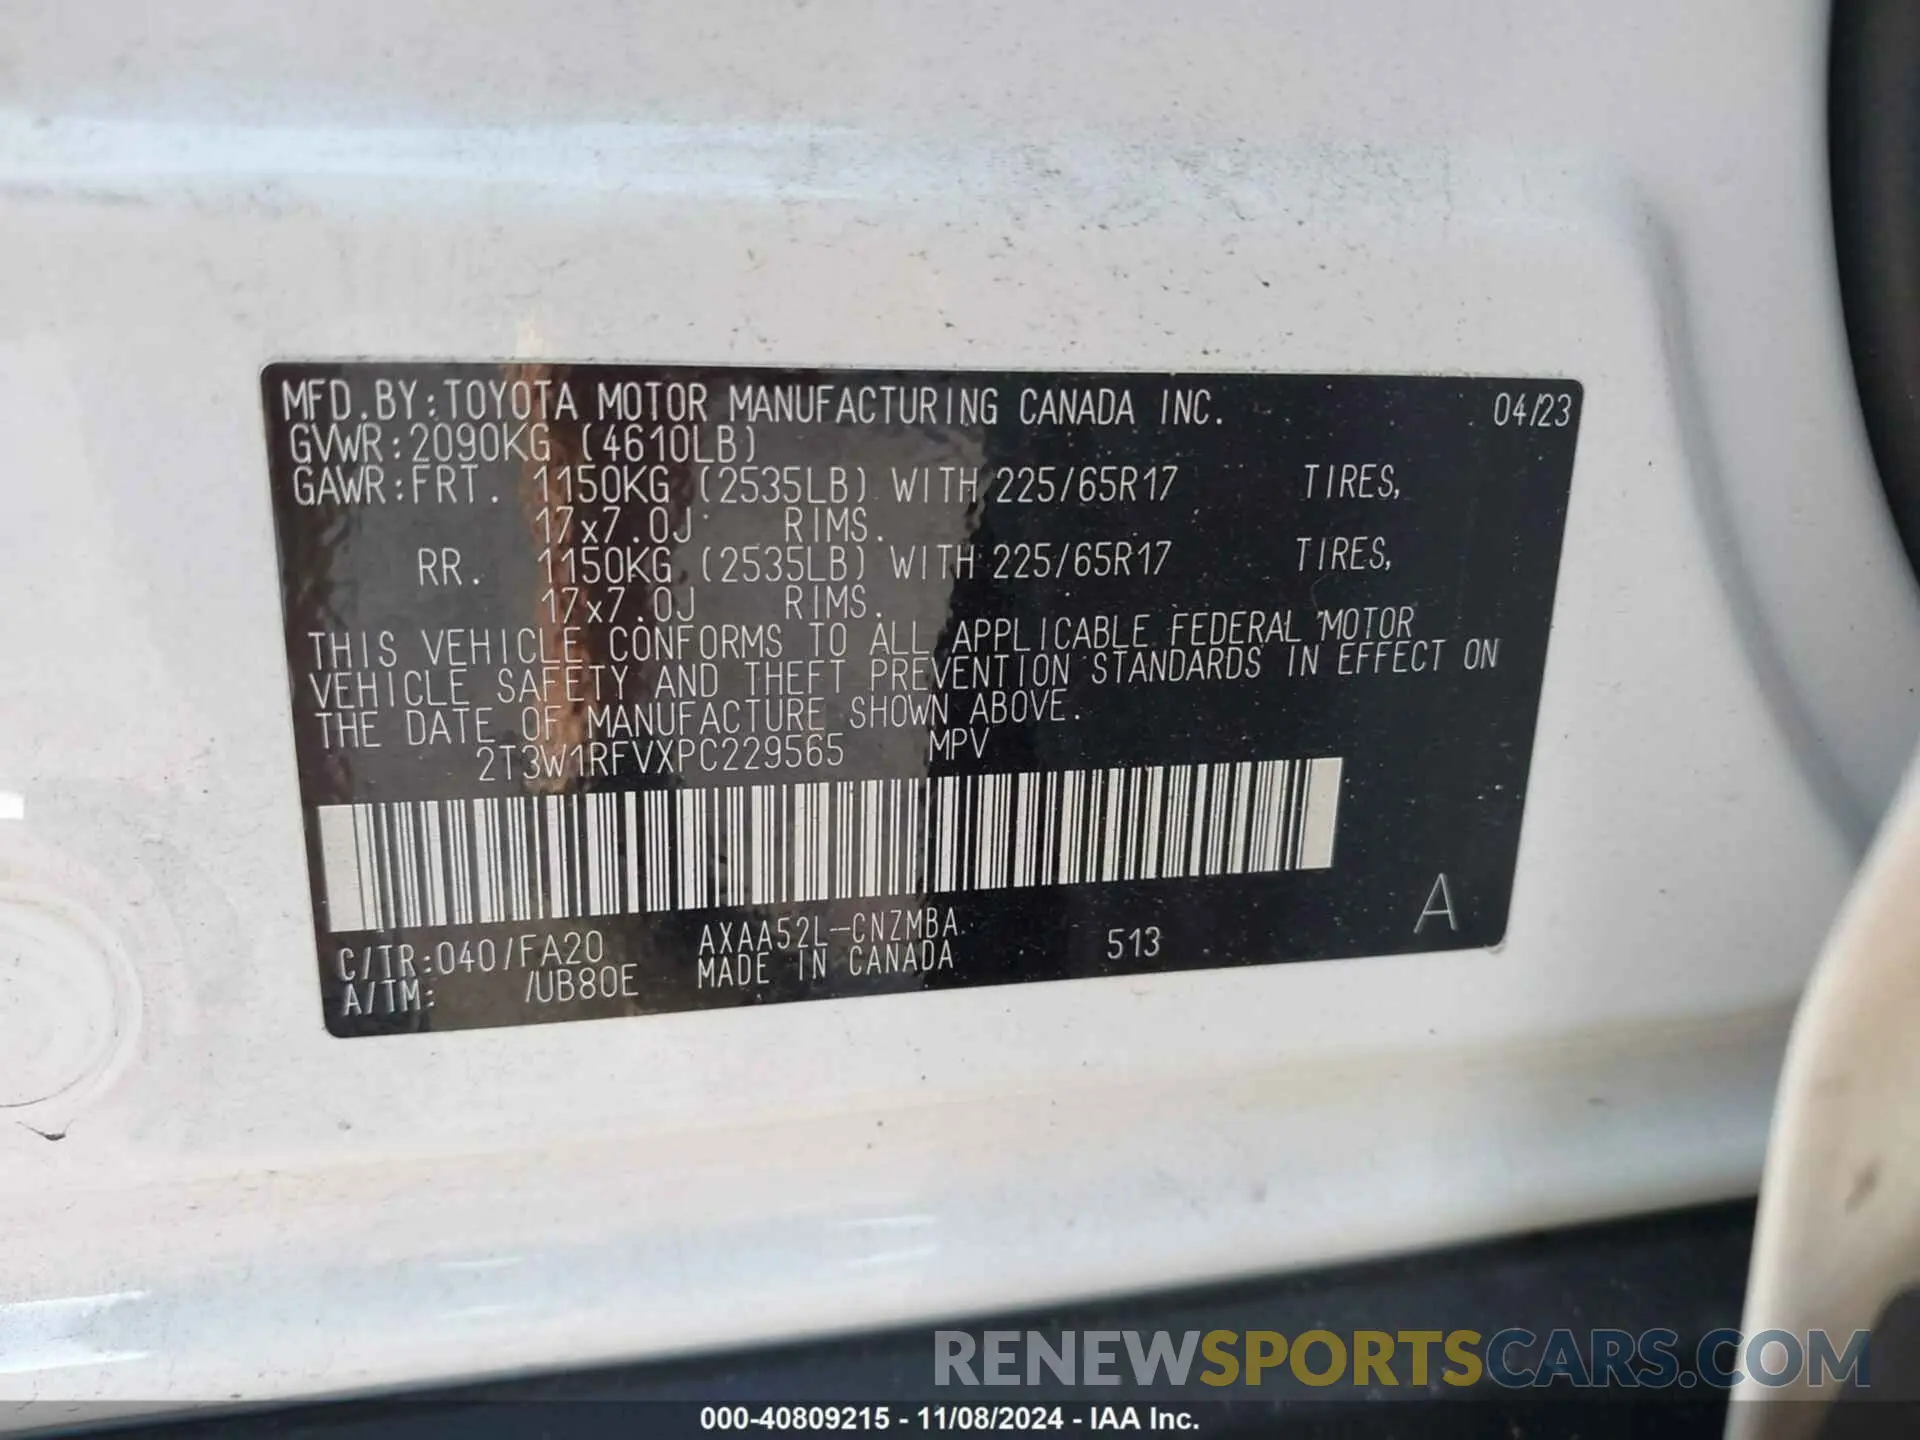 MFD.BY:TOYOTA MOTOR MANUFACTURING CANADA INC. 04/23
GVWR:2090KG (4610LB)
GAWR:FRT. 1150KG (2535LB) WITH 225/65R17 TIRES,
17x7.0J RIMS.
RR. 1150KG (2535LB) WITH 225/65R17 TIRES,
17x7.0J RIMS.
THIS VEHICLE CONFORMS TO ALL APPLICABLE FEDERAL MOTOR
VEHICLE SAFETY AND THEFT PREVENTION STANDARDS IN EFFECT ON
THE DATE OF MANUFACTURE SHOWN ABOVE.
2T3W1RFVXPC229565 MPV
A
C/TR:040/FA20 AXAA52L-CNZMBA 513
A/TM: /UB80E MADE IN CANADA
RENEWSPORTSCARS.COM
000-40809215 - 11/08/2024 - IAA Inc.